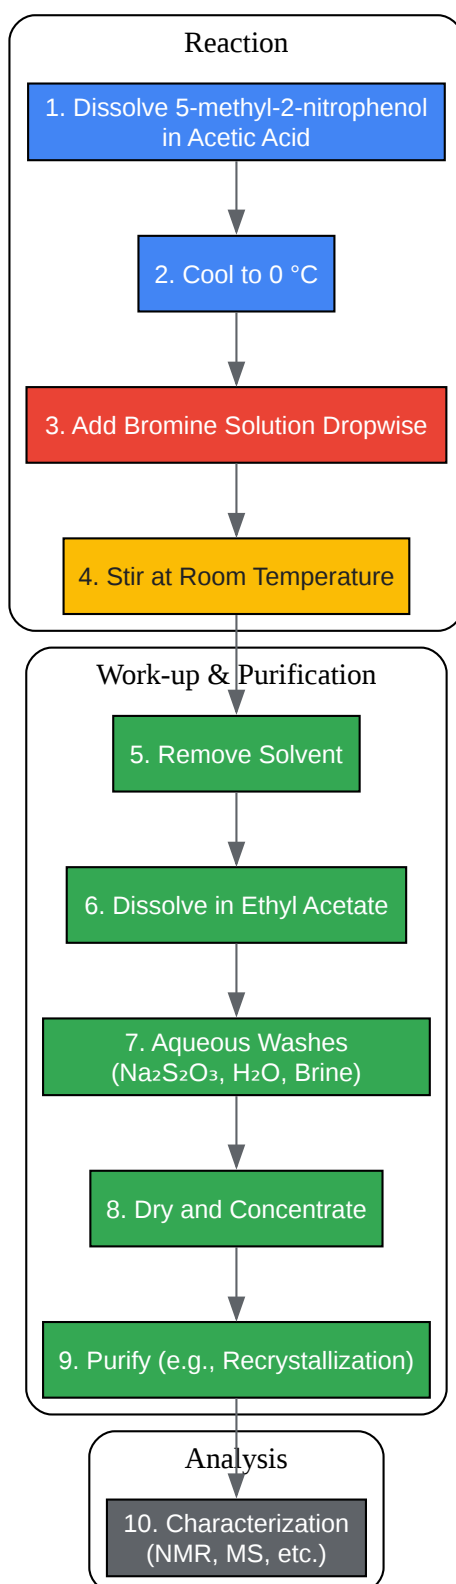 Reaction
1. Dissolve 5-methyl-2-nitrophenol
in Acetic Acid
2. Cool to 0 °C
3. Add Bromine Solution Dropwise
4. Stir at Room Temperature
Work-up & Purification
5. Remove Solvent
6. Dissolve in Ethyl Acetate
7. Aqueous Washes
(Na₂S₂O₃, H₂O, Brine)
8. Dry and Concentrate
9. Purify (e.g., Recrystallization)
Analysis
10. Characterization
(NMR, MS, etc.)